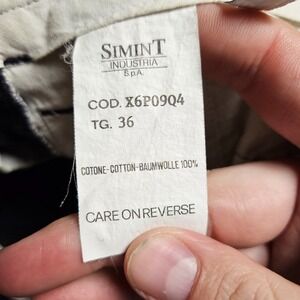 SIMINT
INDUSTRIA
S.p.A.
COD. X6P09Q4
TG. 36
COTONE-COTTON-BAUMWOLLE 100%
CARE ON REVERSE